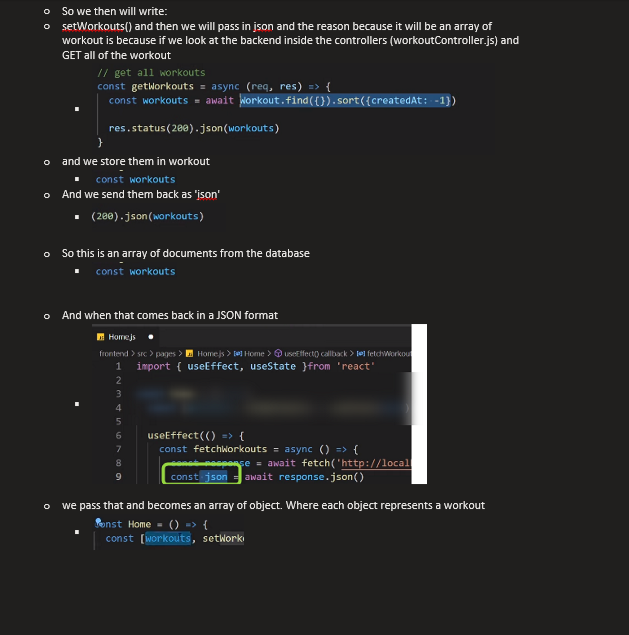 So we then will write:
setWorkouts() and then we will pass in json and the reason because it will be an array of
workout is because if we look at the backend inside the controllers (workoutController.js) and
GET all of the workout
// get all workouts
const getWorkouts = async (req, res) => {
const workouts = await Workout.find({}).sort({createdAt: -1})
res.status(200).json(workouts)
}
and we store them in workout
const workouts
And we send them back as 'json'
(200).json(workouts)
So this is an array of documents from the database
const workouts
And when that comes back in a JSON format
Home.js
frontend > src > pages > Home.js > Home > useEffect() callback > fetchWorkout
1 import { useEffect, useState }from 'react'
2
3
4
5
6 useEffect(() => {
7 const fetchWorkouts = async () => {
8 const response = await fetch('http://local
9 const json = await response.json()
we pass that and becomes an array of object. Where each object represents a workout
const Home = () => {
const [workouts, setWork